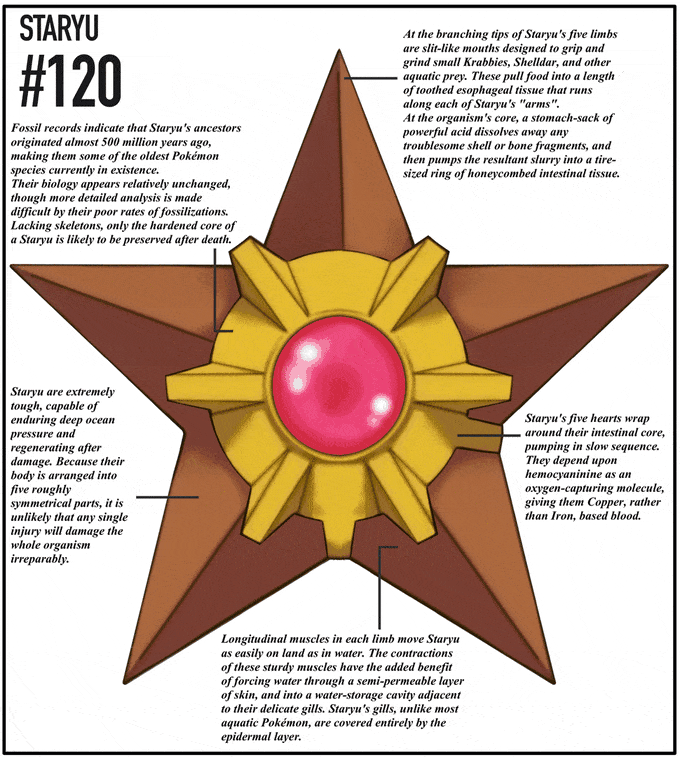 STARYU
#120
Fossil records indicate that Staryu's ancestors
originated almost 500 million years ago,
making them some of the oldest Pokémon
species currently in existence.
Their biology appears relatively unchanged,
though more detailed analysis is made
difficult by their poor rates of fossilizations.
Lacking skeletons, only the hardened core of
a Staryu is likely to be preserved after death.
At the branching tips of Staryu's five limbs
are slit-like mouths designed to grip and
grind small Krabbies, Shelldar, and other
aquatic prey. These pull food into a length
of toothed esophageal tissue that runs
along each of Staryu's "arms".
At the organism's core, a stomach-sack of
powerful acid dissolves away any
troublesome shell or bone fragments, and
then pumps the resultant slurry into a tire-
sized ring of honeycombed intestinal tissue.
Staryu are extremely
tough, capable of
enduring deep ocean
pressure and
regenerating after
damage. Because their
body is arranged into
five roughly
symmetrical parts, it is
unlikely that any single
injury will damage the
whole organism
irreparably.
Staryu's five hearts wrap
around their intestinal core,
pumping in slow sequence.
They depend upon
hemocyaninine as an
oxygen-capturing molecule,
giving them Copper, rather
than Iron, based blood.
Longitudinal muscles in each limb move Staryu
as easily on land as in water. The contractions
of these sturdy muscles have the added benefit
of forcing water through a semi-permeable layer
of skin, and into a water-storage cavity adjacent
to their delicate gills. Staryu's gills, unlike most
aquatic Pokémon, are covered entirely by the
epidermal layer.